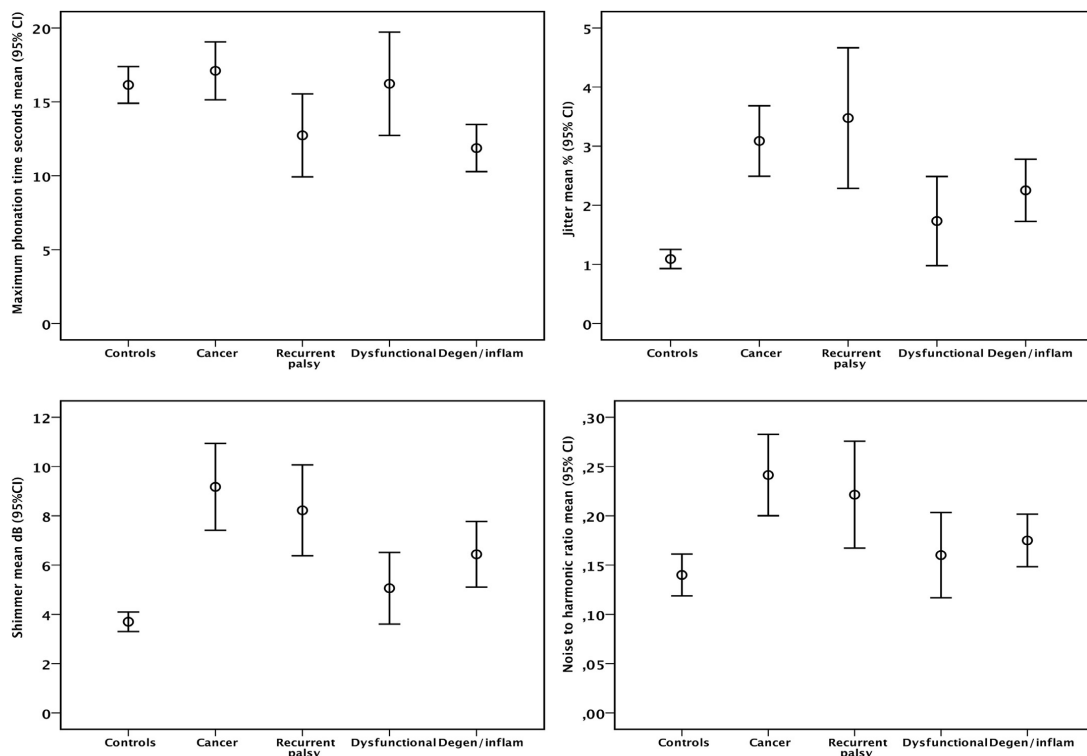 Maximum phonation time seconds mean (95% CI)
20
15
10
5
0
Controls
Cancer
Recurrent
palsy
Dysfunctional
Degen/inflam
Jitter mean % (95% CI)
5
4
3
2
1
0
Controls
Cancer
Recurrent
palsy
Dysfunctional
Degen/inflam
Shimmer mean dB (95%CI)
12
10
8
6
4
2
0
Controls
Cancer
Recurrent
palsy
Dysfunctional
Degen/inflam
Noise to harmonic ratio mean (95% CI)
,30
,25
,20
,15
,10
,05
,00
Controls
Cancer
Recurrent
palsy
Dysfunctional
Degen/inflam